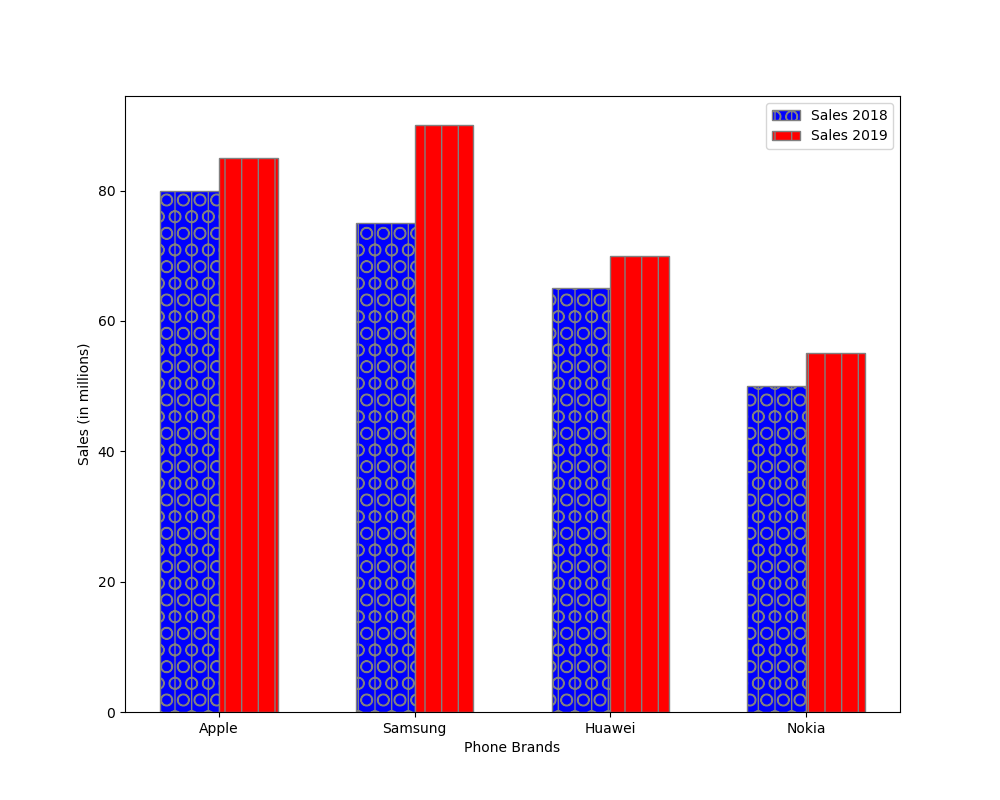 Sales 2018
Sales 2019
80
60
40
20
0
Sales (in millions)
Apple
Samsung
Huawei
Nokia
Phone Brands